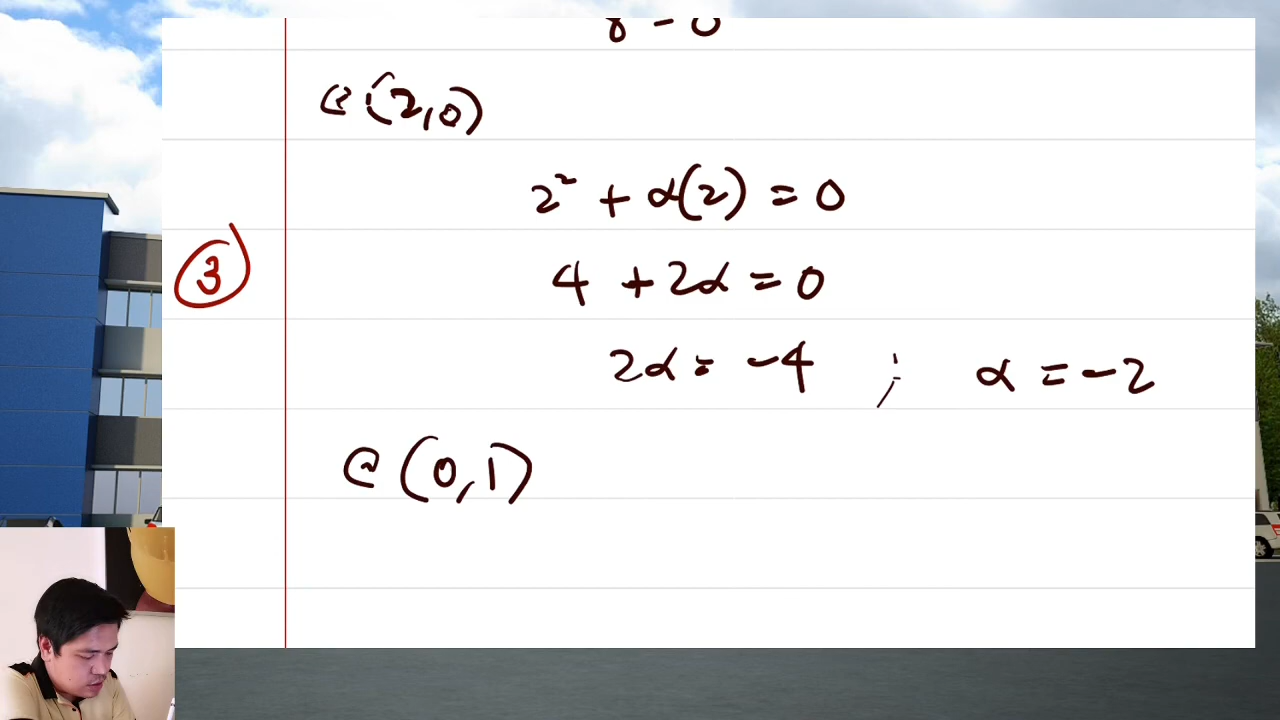 @ (2,0)
2² + α(2) = 0
③
4 + 2α = 0
2α = -4 ; α = -2
@ (0,1)